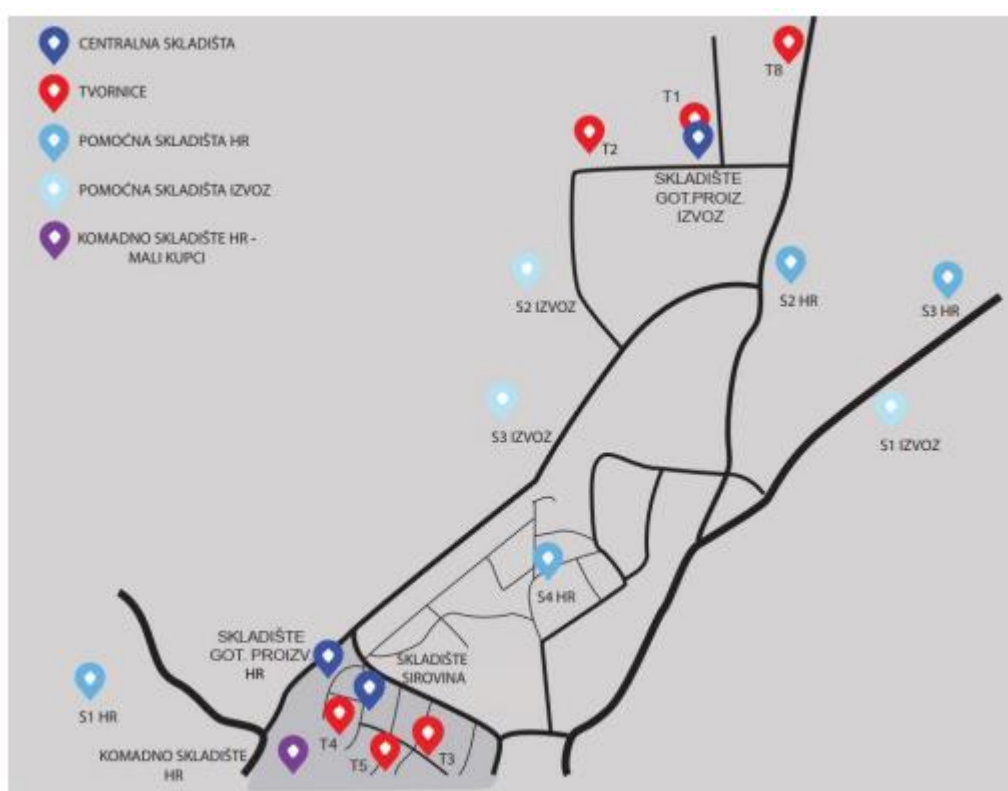 CENTRALNA SKLADIŠTA
TVORNICE
POMOĆNA SKLADIŠTA HR
POMOĆNA SKLADIŠTA IZVOZ
KOMADNO SKLADIŠTE HR -
MALI KUPCI
T8
T1
T2
SKLADIŠTE
GOT.PROIZ.
IZVOZ
S2 IZVOZ
S2 HR
S3 HR
S3 IZVOZ
S1 IZVOZ
S4 HR
SKLADIŠTE
GOT. PROIZV
HR
SKLADIŠTE
SIROVINA
S1 HR
T4
T5
T3
KOMADNO SKLADIŠTE
HR